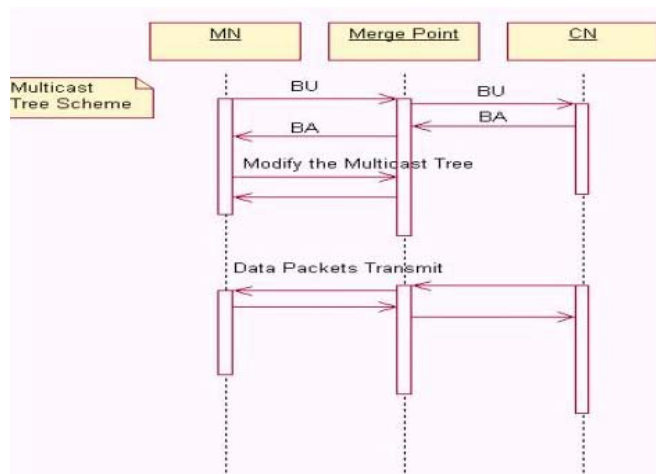 MN
Merge Point
CN
Multicast
Tree Scheme
BU
BU
BA
BA
Modify the Multicast Tree
Data Packets Transmit